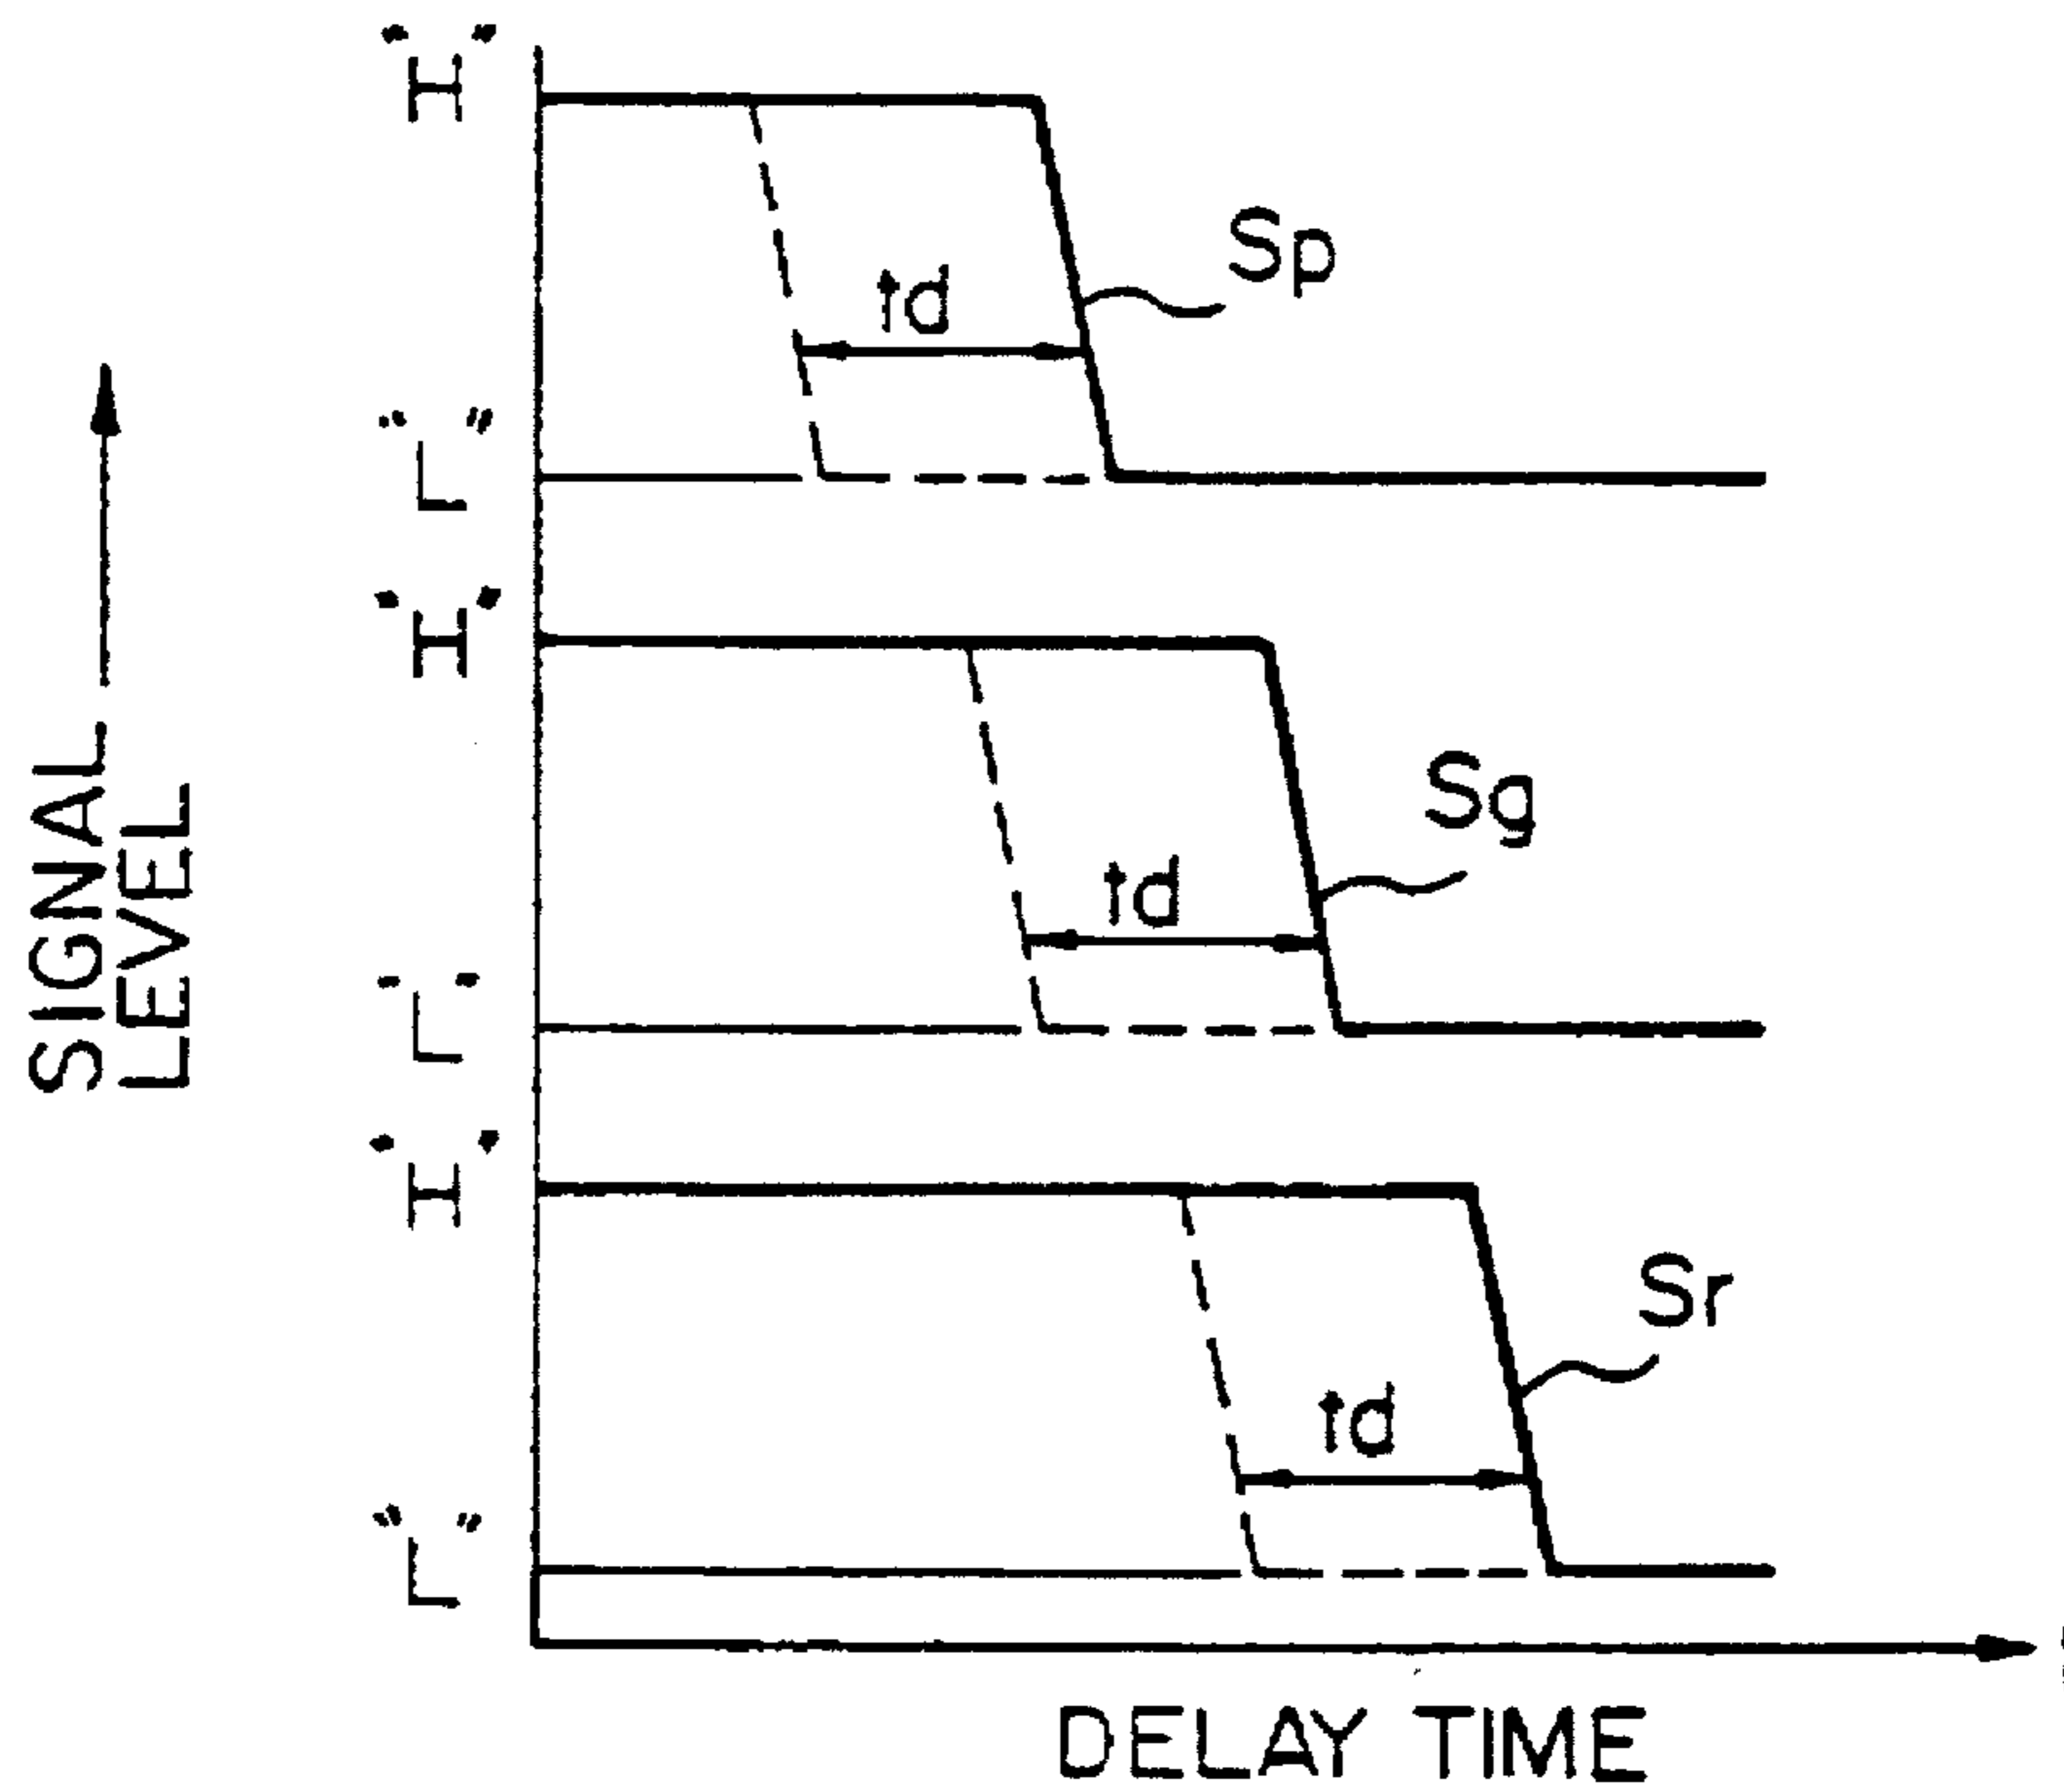 "H"
Sp
td
"L"
"H"
Sg
td
"L"
"H"
Sr
td
"L"
SIGNAL
LEVEL
DELAY TIME